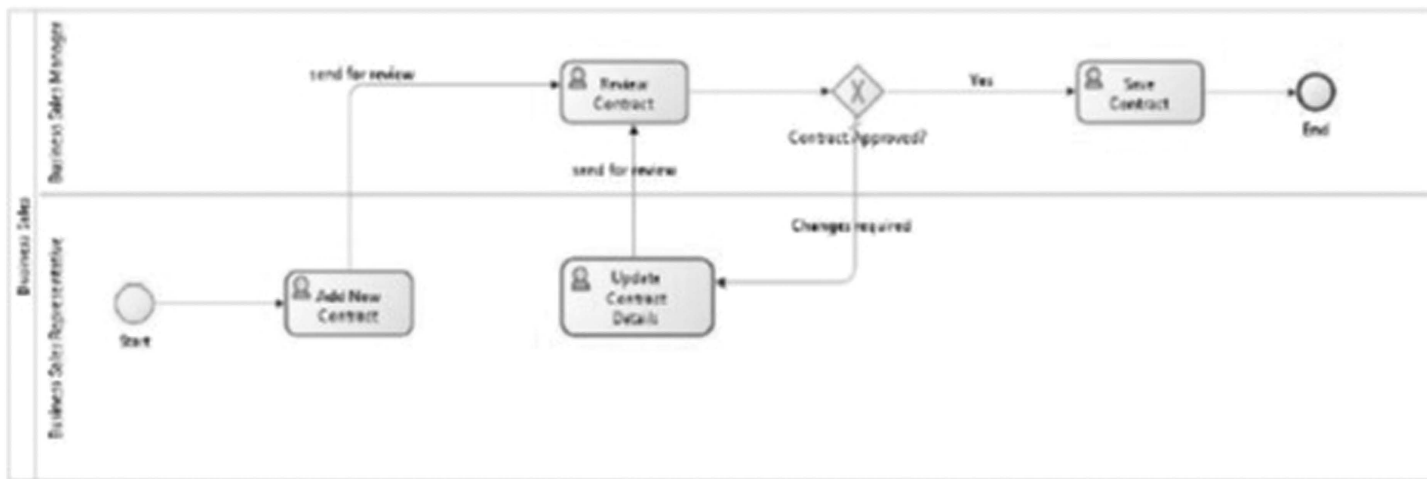 Business Sales
Business Sales Manager
send for review
Review
Contract
Contract Approved?
Yes
Save
Contract
End
send for review
Business Sales Representative
Start
Add New
Contract
Update
Contract
Details
Changes required